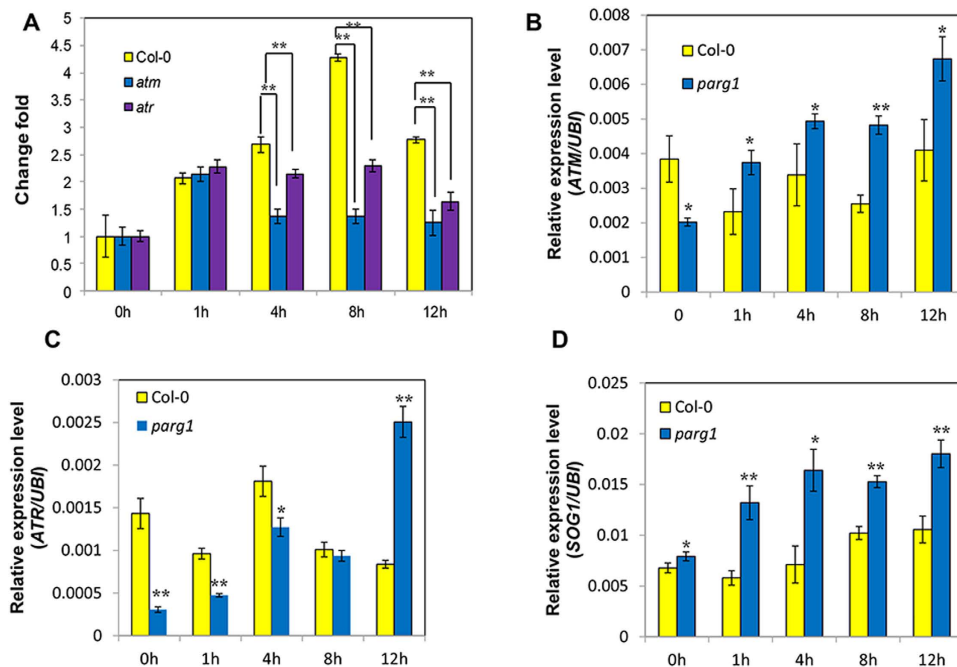 A
Change fold
5
4.5
4
3.5
3
2.5
2
1.5
1
0.5
0
Col-0
atm
atr
**
**
**
**
**
**
0h
1h
4h
8h
12h
B
Relative expression level
(ATM/UBI)
0.007
0.006
0.005
0.004
0.003
0.002
0.001
0
Col-0
parg1
*
*
*
**
*
0
1h
4h
8h
12h
C
Relative expression level
(ATR/UBI)
0.003
0.0025
0.002
0.0015
0.001
0.0005
0
Col-0
parg1
**
**
*
**
0h
1h
4h
8h
12h
D
Relative expression level
(SOG1/UBI)
0.025
0.02
0.015
0.01
0.005
0
Col-0
parg1
*
**
*
**
**
0h
1h
4h
8h
12h